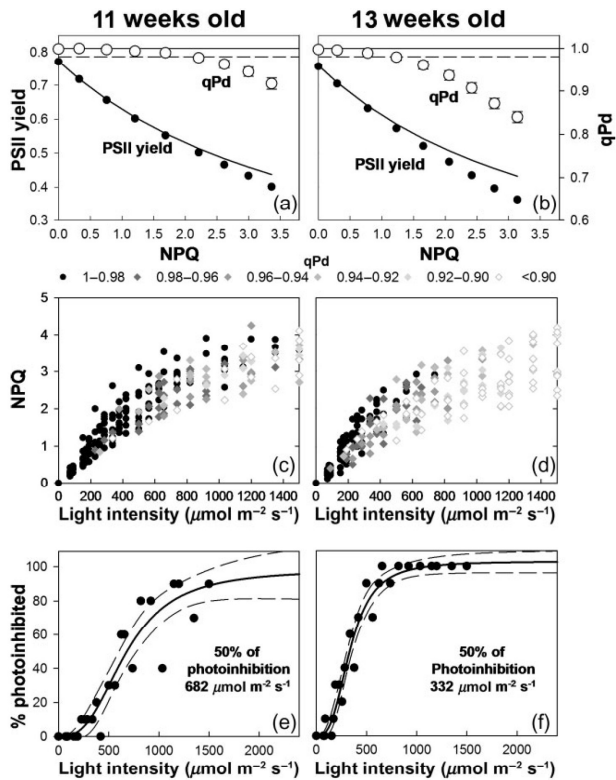 11 weeks old 13 weeks old
0.8
0.7
0.6
0.5
0.4
0.3
PSII yield
qPd
PSII yield
(a)
0.0 0.5 1.0 1.5 2.0 2.5 3.0 3.5
NPQ
1.0
0.9
0.8
0.7
0.6
qPd
qPd
PSII yield
(b)
0.0 0.5 1.0 1.5 2.0 2.5 3.0 3.5
NPQ
qPd
1–0.98 0.98–0.96 0.96–0.94 0.94–0.92 0.92–0.90 <0.90
5
4
3
2
1
0
NPQ
(c)
0 200 400 600 800 1000 1200 1400
Light intensity (μmol m⁻² s⁻¹)
(d)
0 200 400 600 800 1000 1200 1400
Light intensity (μmol m⁻² s⁻¹)
100
80
60
40
20
0
% photoinhibited
50% of
photoinhibition
682 μmol m⁻² s⁻¹
(e)
0 500 1000 1500 2000
Light intensity (μmol m⁻² s⁻¹)
50% of
Photoinhibition
332 μmol m⁻² s⁻¹
(f)
0 500 1000 1500 2000
Light intensity (μmol m⁻² s⁻¹)